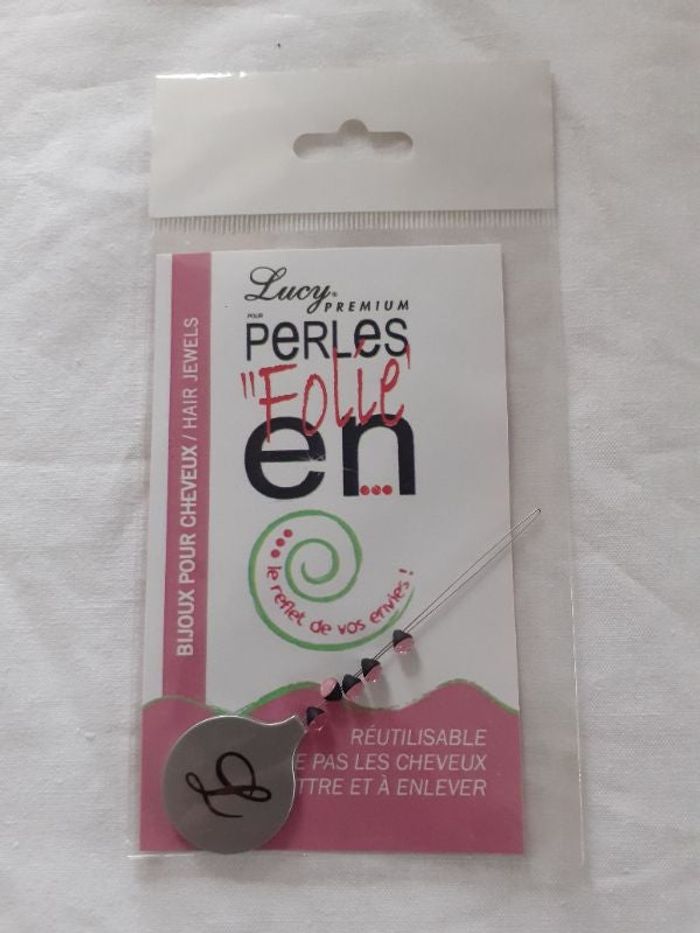 Lucy® PREMIUM
POUR
PERLES
"Folie"
en...
BIJOUX POUR CHEVEUX / HAIR JEWELS
le reflet de vos envies !
RÉUTILISABLE
E PAS LES CHEVEUX
TTRE ET À ENLEVER